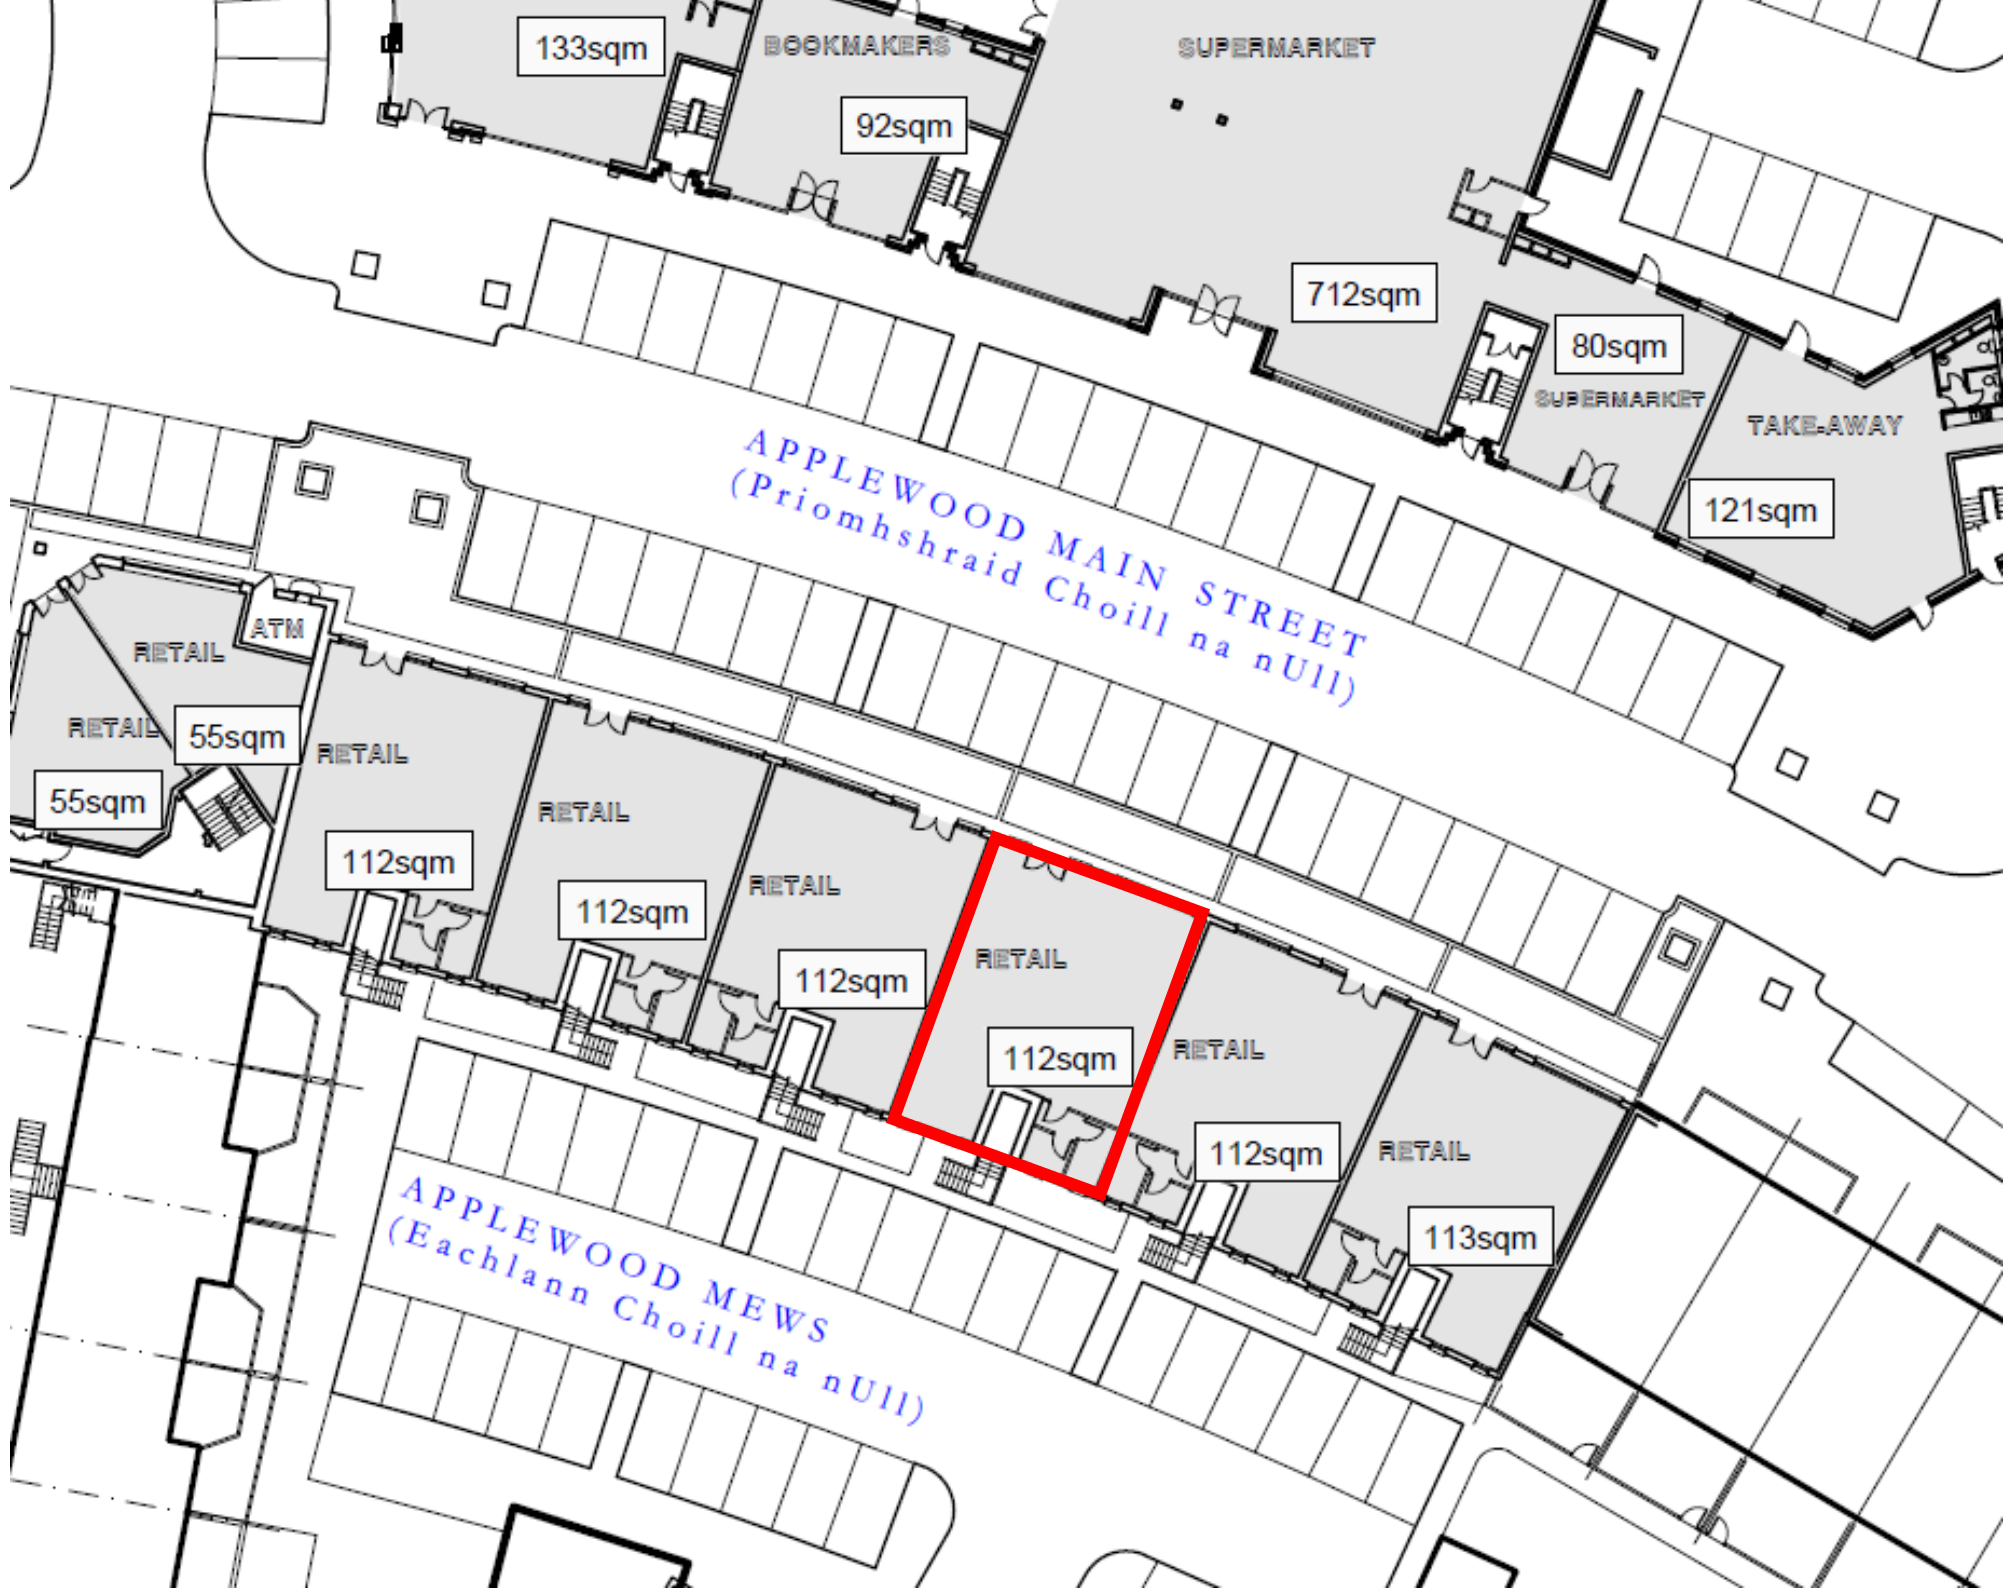 133sqm
BOOKMAKERS
SUPERMARKET
92sqm
712sqm
80sqm
SUPERMARKET
TAKE-AWAY
121sqm
APPLEWOOD MAIN STREET
(Priomhshraid Choill na nUll)
ATM
RETAIL
RETAIL
55sqm
55sqm
RETAIL
112sqm
RETAIL
112sqm
RETAIL
112sqm
RETAIL
112sqm
RETAIL
112sqm
RETAIL
113sqm
APPLEWOOD MEWS
(Eachlann Choill na nUll)